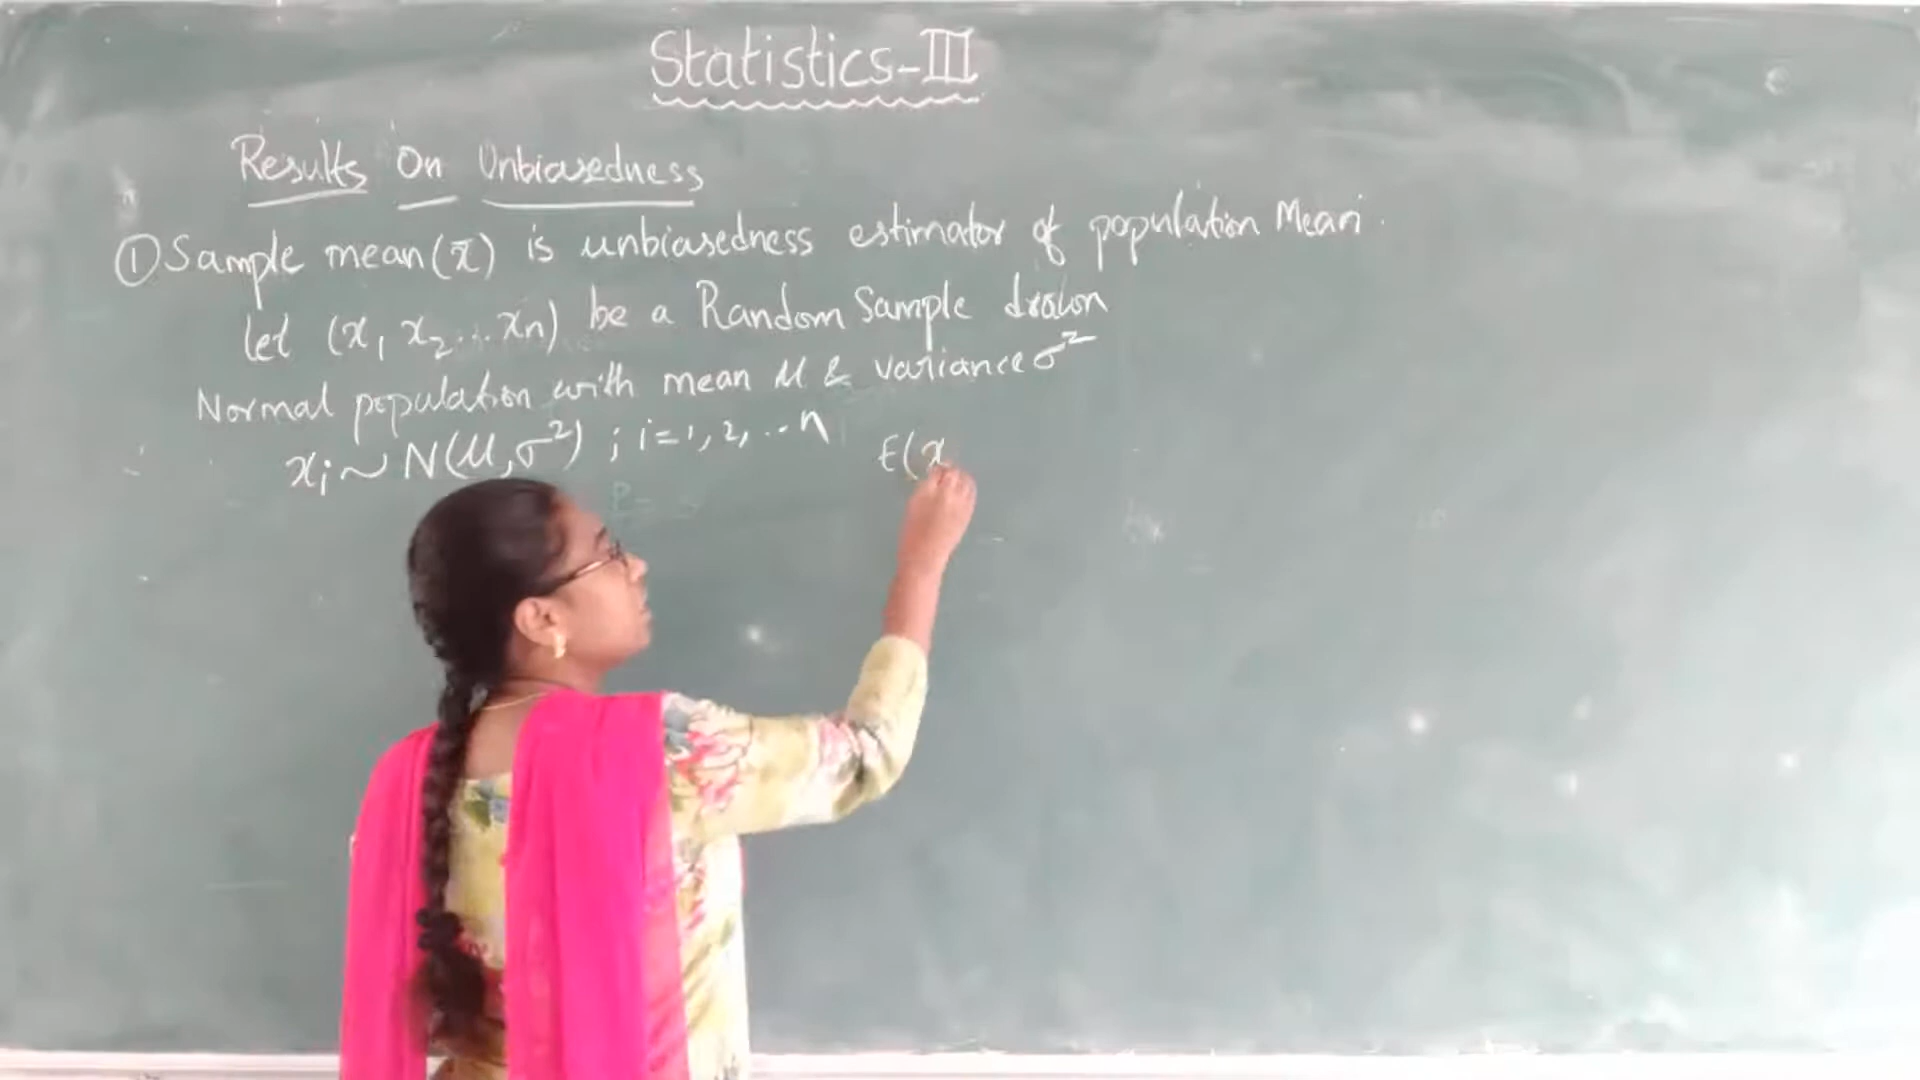 Statistics-III
Results On Unbiasedness
① Sample mean (x̄) is unbiasedness estimator of population Mean.
let (x₁ x₂... xn) be a Random Sample drawn
Normal population with mean μ & variance σ²
xᵢ ~ N(μ, σ²) ; i = 1, 2, ... n E(x